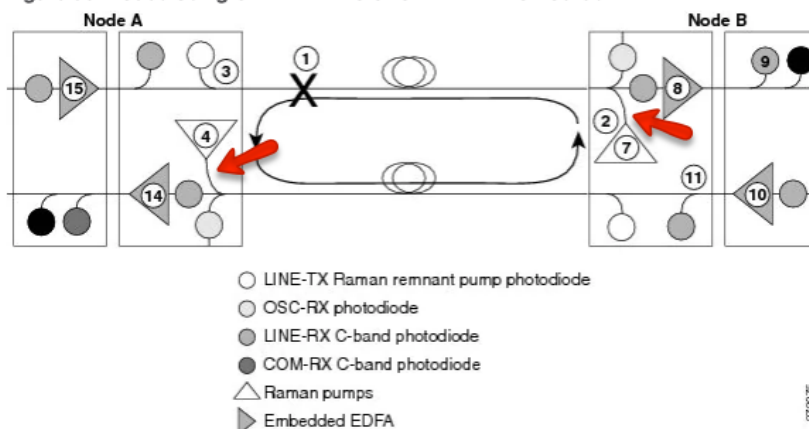 Node A
Node B
1
X
3
15
4
14
2
7
8
9
11
10
LINE-TX Raman remnant pump photodiode
OSC-RX photodiode
LINE-RX C-band photodiode
COM-RX C-band photodiode
Raman pumps
Embedded EDFA